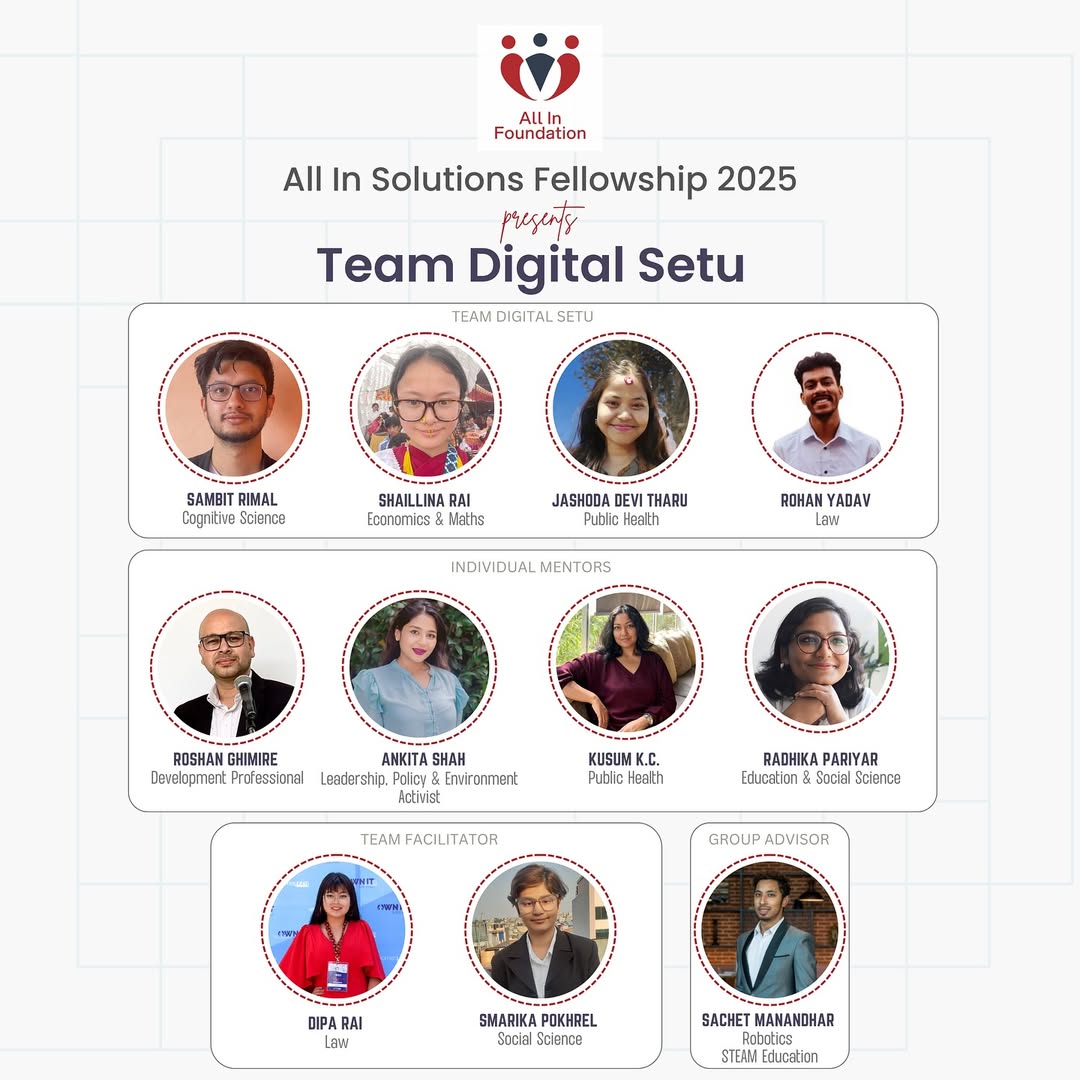 All In
Foundation
All In Solutions Fellowship 2025
presents
Team Digital Setu
TEAM DIGITAL SETU
SAMBIT RIMAL
Cognitive Science
SHAILLINA RAI
Economics & Maths
JASHODA DEVI THARU
Public Health
ROHAN YADAV
Law
INDIVIDUAL MENTORS
ROSHAN GHIMIRE
Development Professional
ANKITA SHAH
Leadership, Policy & Environment
Activist
KUSUM K.C.
Public Health
RADHIKA PARIYAR
Education & Social Science
TEAM FACILITATOR
OWN IT
DIPA RAI
Law
SMARIKA POKHREL
Social Science
GROUP ADVISOR
SACHET MANANDHAR
Robotics
STEAM Education